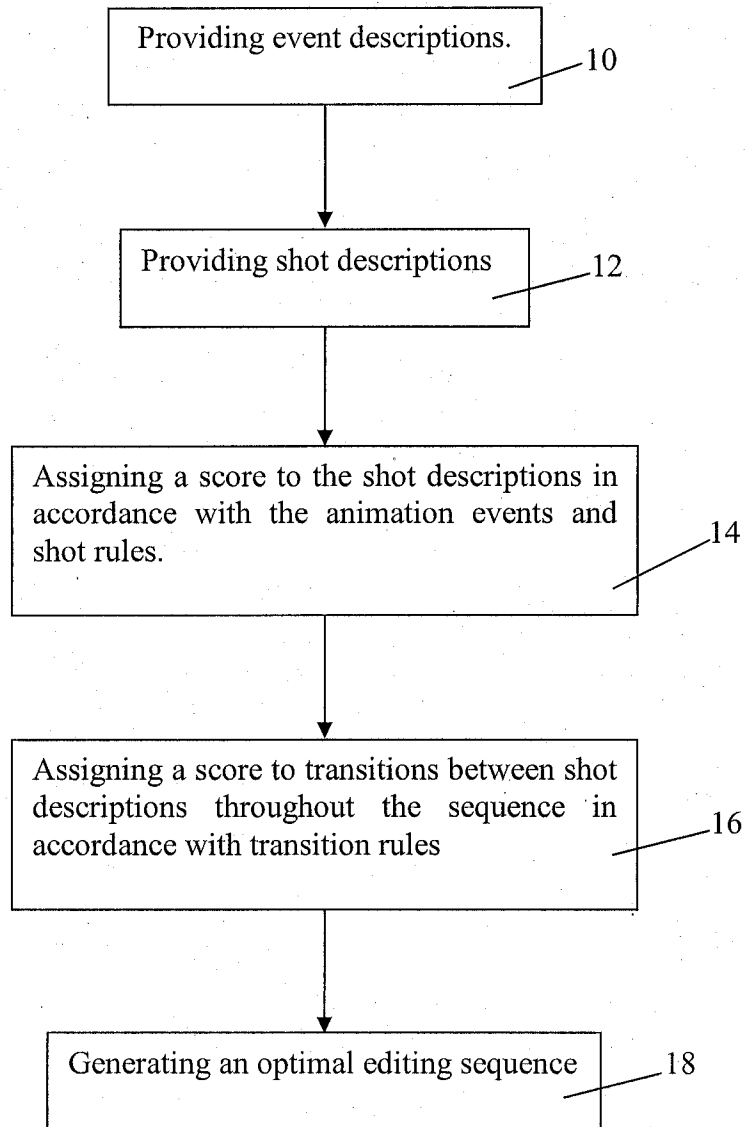 Providing event descriptions.
10
Providing shot descriptions
12
Assigning a score to the shot descriptions in
accordance with the animation events and
shot rules.
14
Assigning a score to transitions between shot
descriptions throughout the sequence in
accordance with transition rules
16
Generating an optimal editing sequence
18